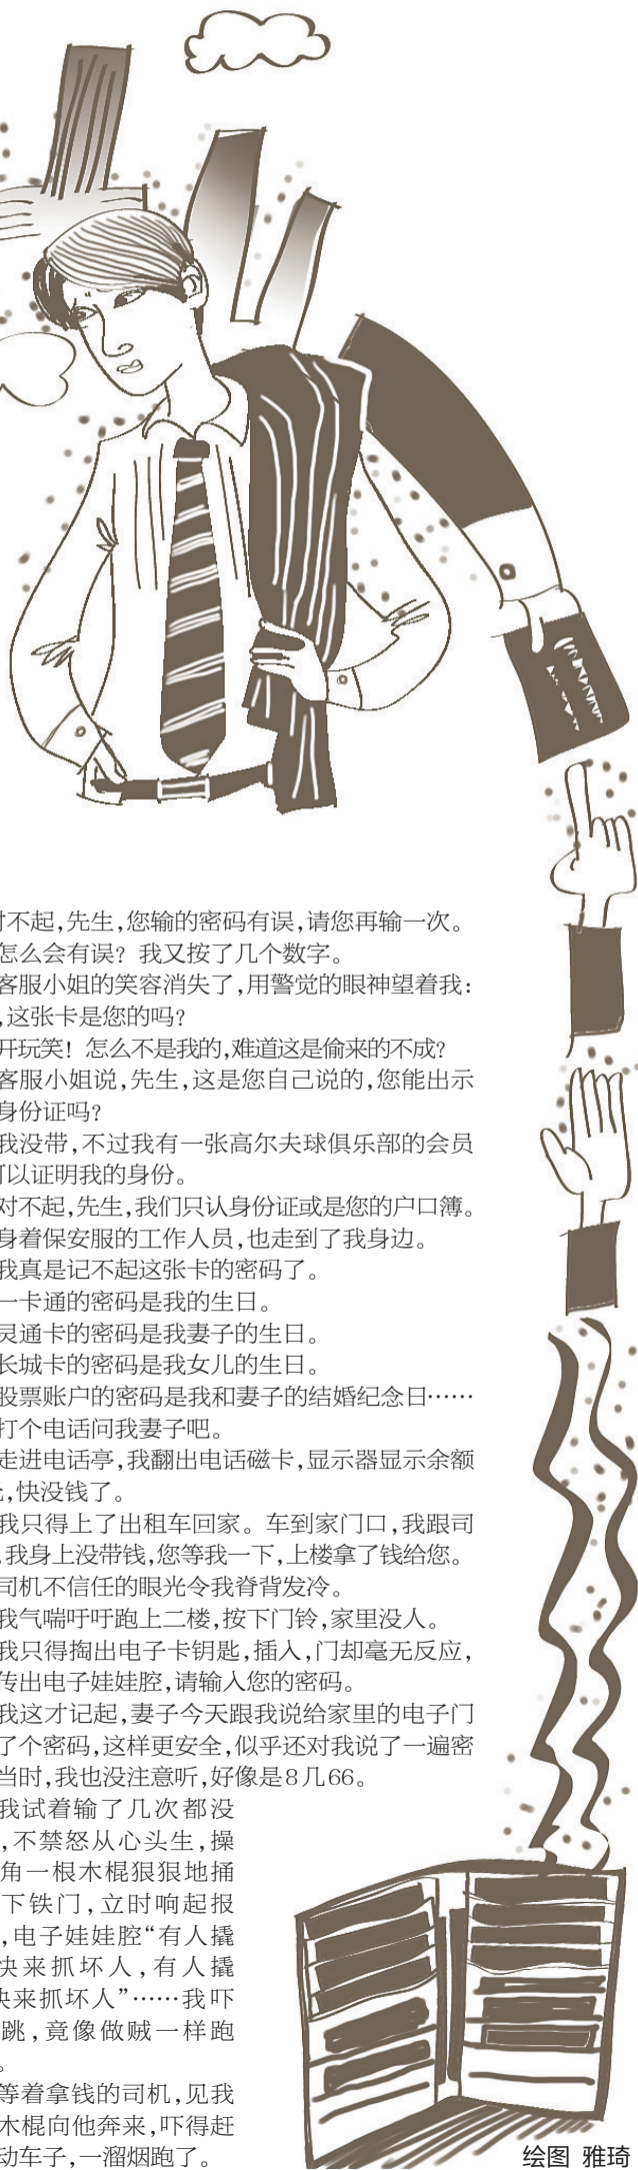 不起,先生,您输的密码有误,请您再输一次。
怎么会有误？我又按了几个数字。
客服小姐的笑容消失了,用警觉的眼神望着我:
,这张卡是您的吗?
开玩笑！怎么不是我的,难道这是偷来的不成?
客服小姐说,先生,这是您自己说的,您能出示
身份证吗?
我没带,不过我有一张高尔夫球俱乐部的会员
可以证明我的身份。
对不起,先生,我们只认身份证或是您的户口簿。
身着保安服的工作人员,也走到了我身边。
我真是记不起这张卡的密码了。
一卡通的密码是我的生日。
灵通卡的密码是我妻子的生日。
长城卡的密码是我女儿的生日。
股票账户的密码是我和妻子的结婚纪念日……
打个电话问我妻子吧。
走进电话亭,我翻出电话磁卡,显示器显示余额
,快没钱了。
我只得上了出租车回家。车到家门口,我跟司
,我身上没带钱,您等我一下,上楼拿了钱给您。
司机不信任的眼光令我脊背发冷。
我气喘吁吁跑上二楼,按下门铃,家里没人。
我只得掏出电子卡钥匙,插入,门却毫无反应,
传出电子娃娃腔,请输入您的密码。
我这才记起,妻子今天跟我说给家里的电子门
了个密码,这样更安全,似乎还对我说了一遍密
当时,我也没注意听,好像是8几66。
我试着输了几次都没
,不禁怒从心头生,操
角一根木棍狠狠地捅
下铁门,立时响起报
,电子娃娃腔“有人撬
快来抓坏人,有人撬
快来抓坏人”……我吓
跳,竟像做贼一样跑
。
等着拿钱的司机,见我
木棍向他奔来,吓得赶
动车子,一溜烟跑了。
绘图 雅琦